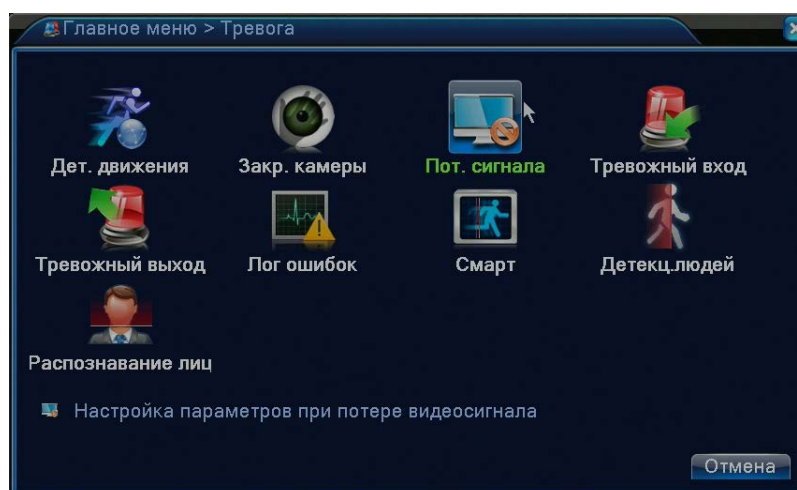 Главное меню > Тревога
Дет. движения
Закр. камеры
Пот. сигнала
Тревожный вход
Тревожный выход
Лог ошибок
Смарт
Детекц.людей
Распознавание лиц
Настройка параметров при потере видеосигнала
Отмена